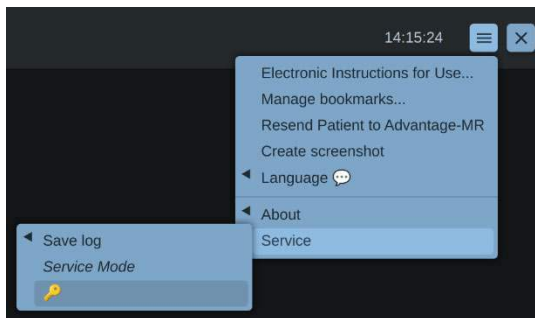 14:15:24
Electronic Instructions for Use...
Manage bookmarks...
Resend Patient to Advantage-MR
Create screenshot
Language 💬
About
Service
Save log
Service Mode
🔑